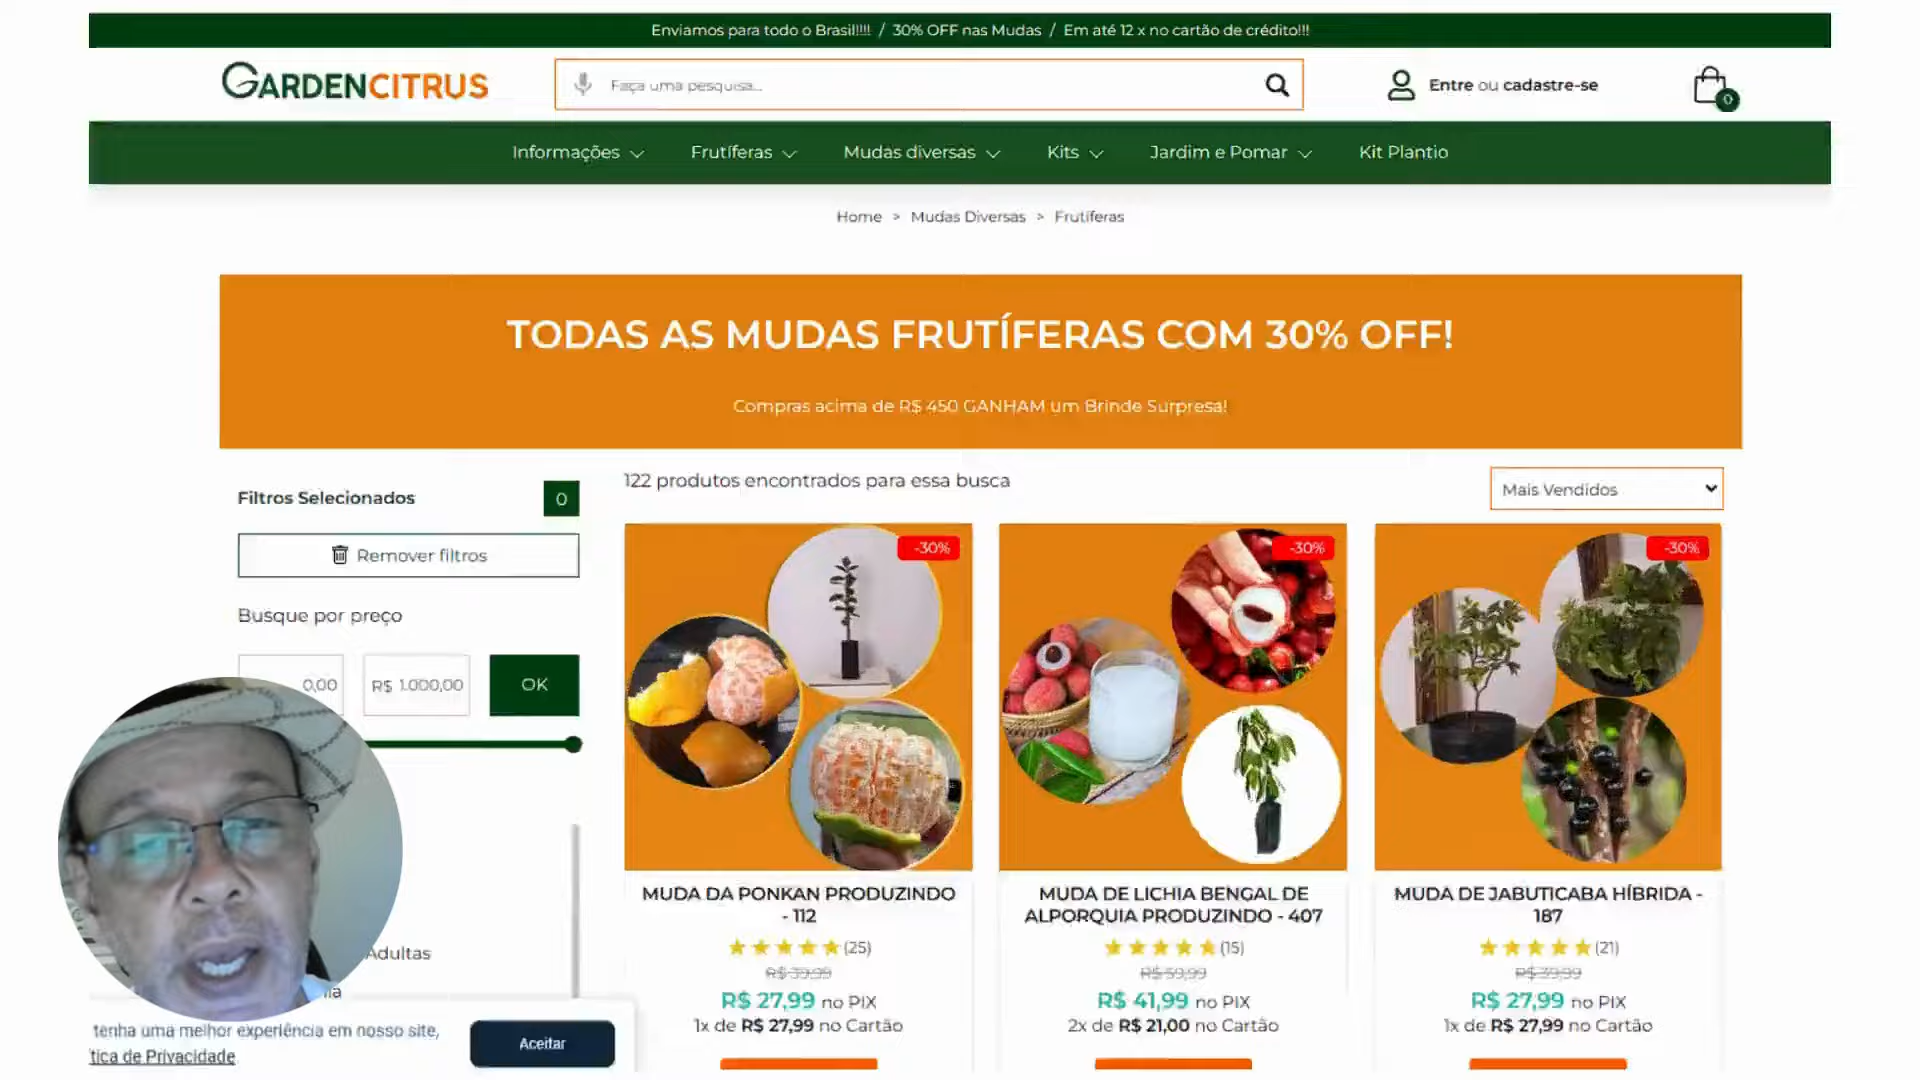 Enviamos para todo o Brasil!!!! / 30% OFF nas Mudas / Em até 12 x no cartão de crédito!!!
GARDENCITRUS
Faça uma pesquisa...
Entre ou cadastre-se
0
Informações
Frutíferas
Mudas diversas
Kits
Jardim e Pomar
Kit Plantio
Home > Mudas Diversas > Frutíferas
TODAS AS MUDAS FRUTÍFERAS COM 30% OFF!
Compras acima de R$ 450 GANHAM um Brinde Surpresa!
Filtros Selecionados
0
Remover filtros
Busque por preço
0,00
R$ 1.000,00
OK
Adultas
122 produtos encontrados para essa busca
Mais Vendidos
-30%
MUDA DA PONKAN PRODUZINDO
- 112
(25)
R$ 39,99
R$ 27,99 no PIX
1x de R$ 27,99 no Cartão
-30%
MUDA DE LICHIA BENGAL DE
ALPORQUIA PRODUZINDO - 407
(15)
R$ 59,99
R$ 41,99 no PIX
2x de R$ 21,00 no Cartão
-30%
MUDA DE JABUTICABA HÍBRIDA -
187
(21)
R$ 39,99
R$ 27,99 no PIX
1x de R$ 27,99 no Cartão
tenha uma melhor experiência em nosso site,
tica de Privacidade
Aceitar